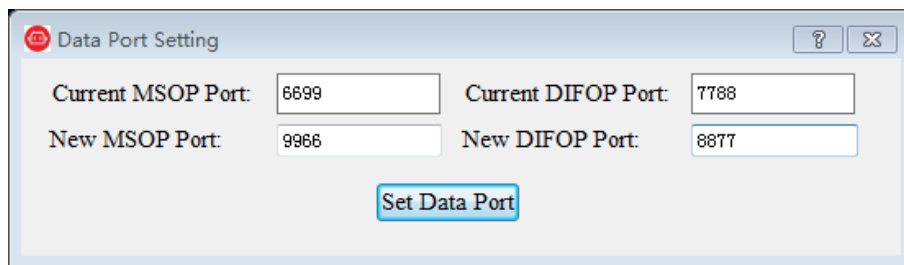 Data Port Setting
Current MSOP Port: 6699 Current DIFOP Port: 7788
New MSOP Port: 9966 New DIFOP Port: 8877
Set Data Port